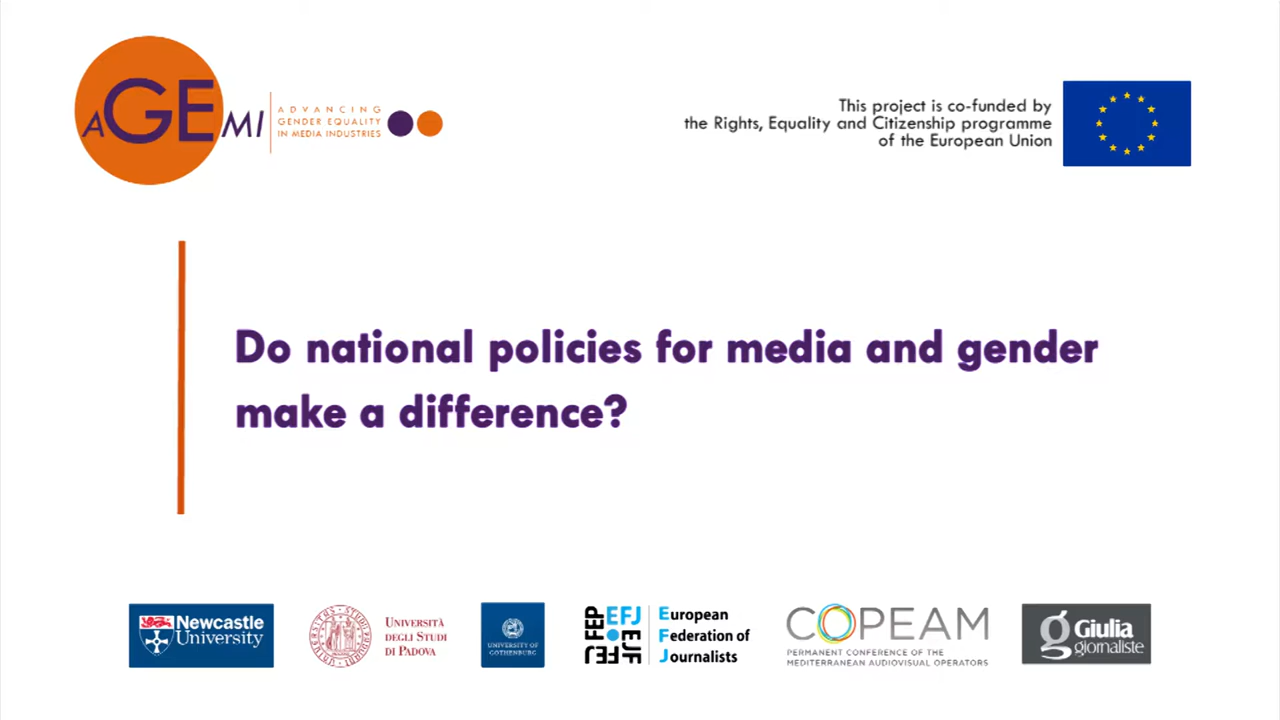 AGEMI
ADVANCING
GENDER EQUALITY
IN MEDIA INDUSTRIES
This project is co-funded by
the Rights, Equality and Citizenship programme
of the European Union
Do national policies for media and gender
make a difference?
Newcastle
University
UNIVERSITÀ
DEGLI STUDI
DI PADOVA
UNIVERSITY OF
GOTHENBURG
FEP EFJ
FEJ EJF
European
Federation of
Journalists
COPEAM
PERMANENT CONFERENCE OF THE
MEDITERRANEAN AUDIOVISUAL OPERATORS
g Giulia
giornaliste